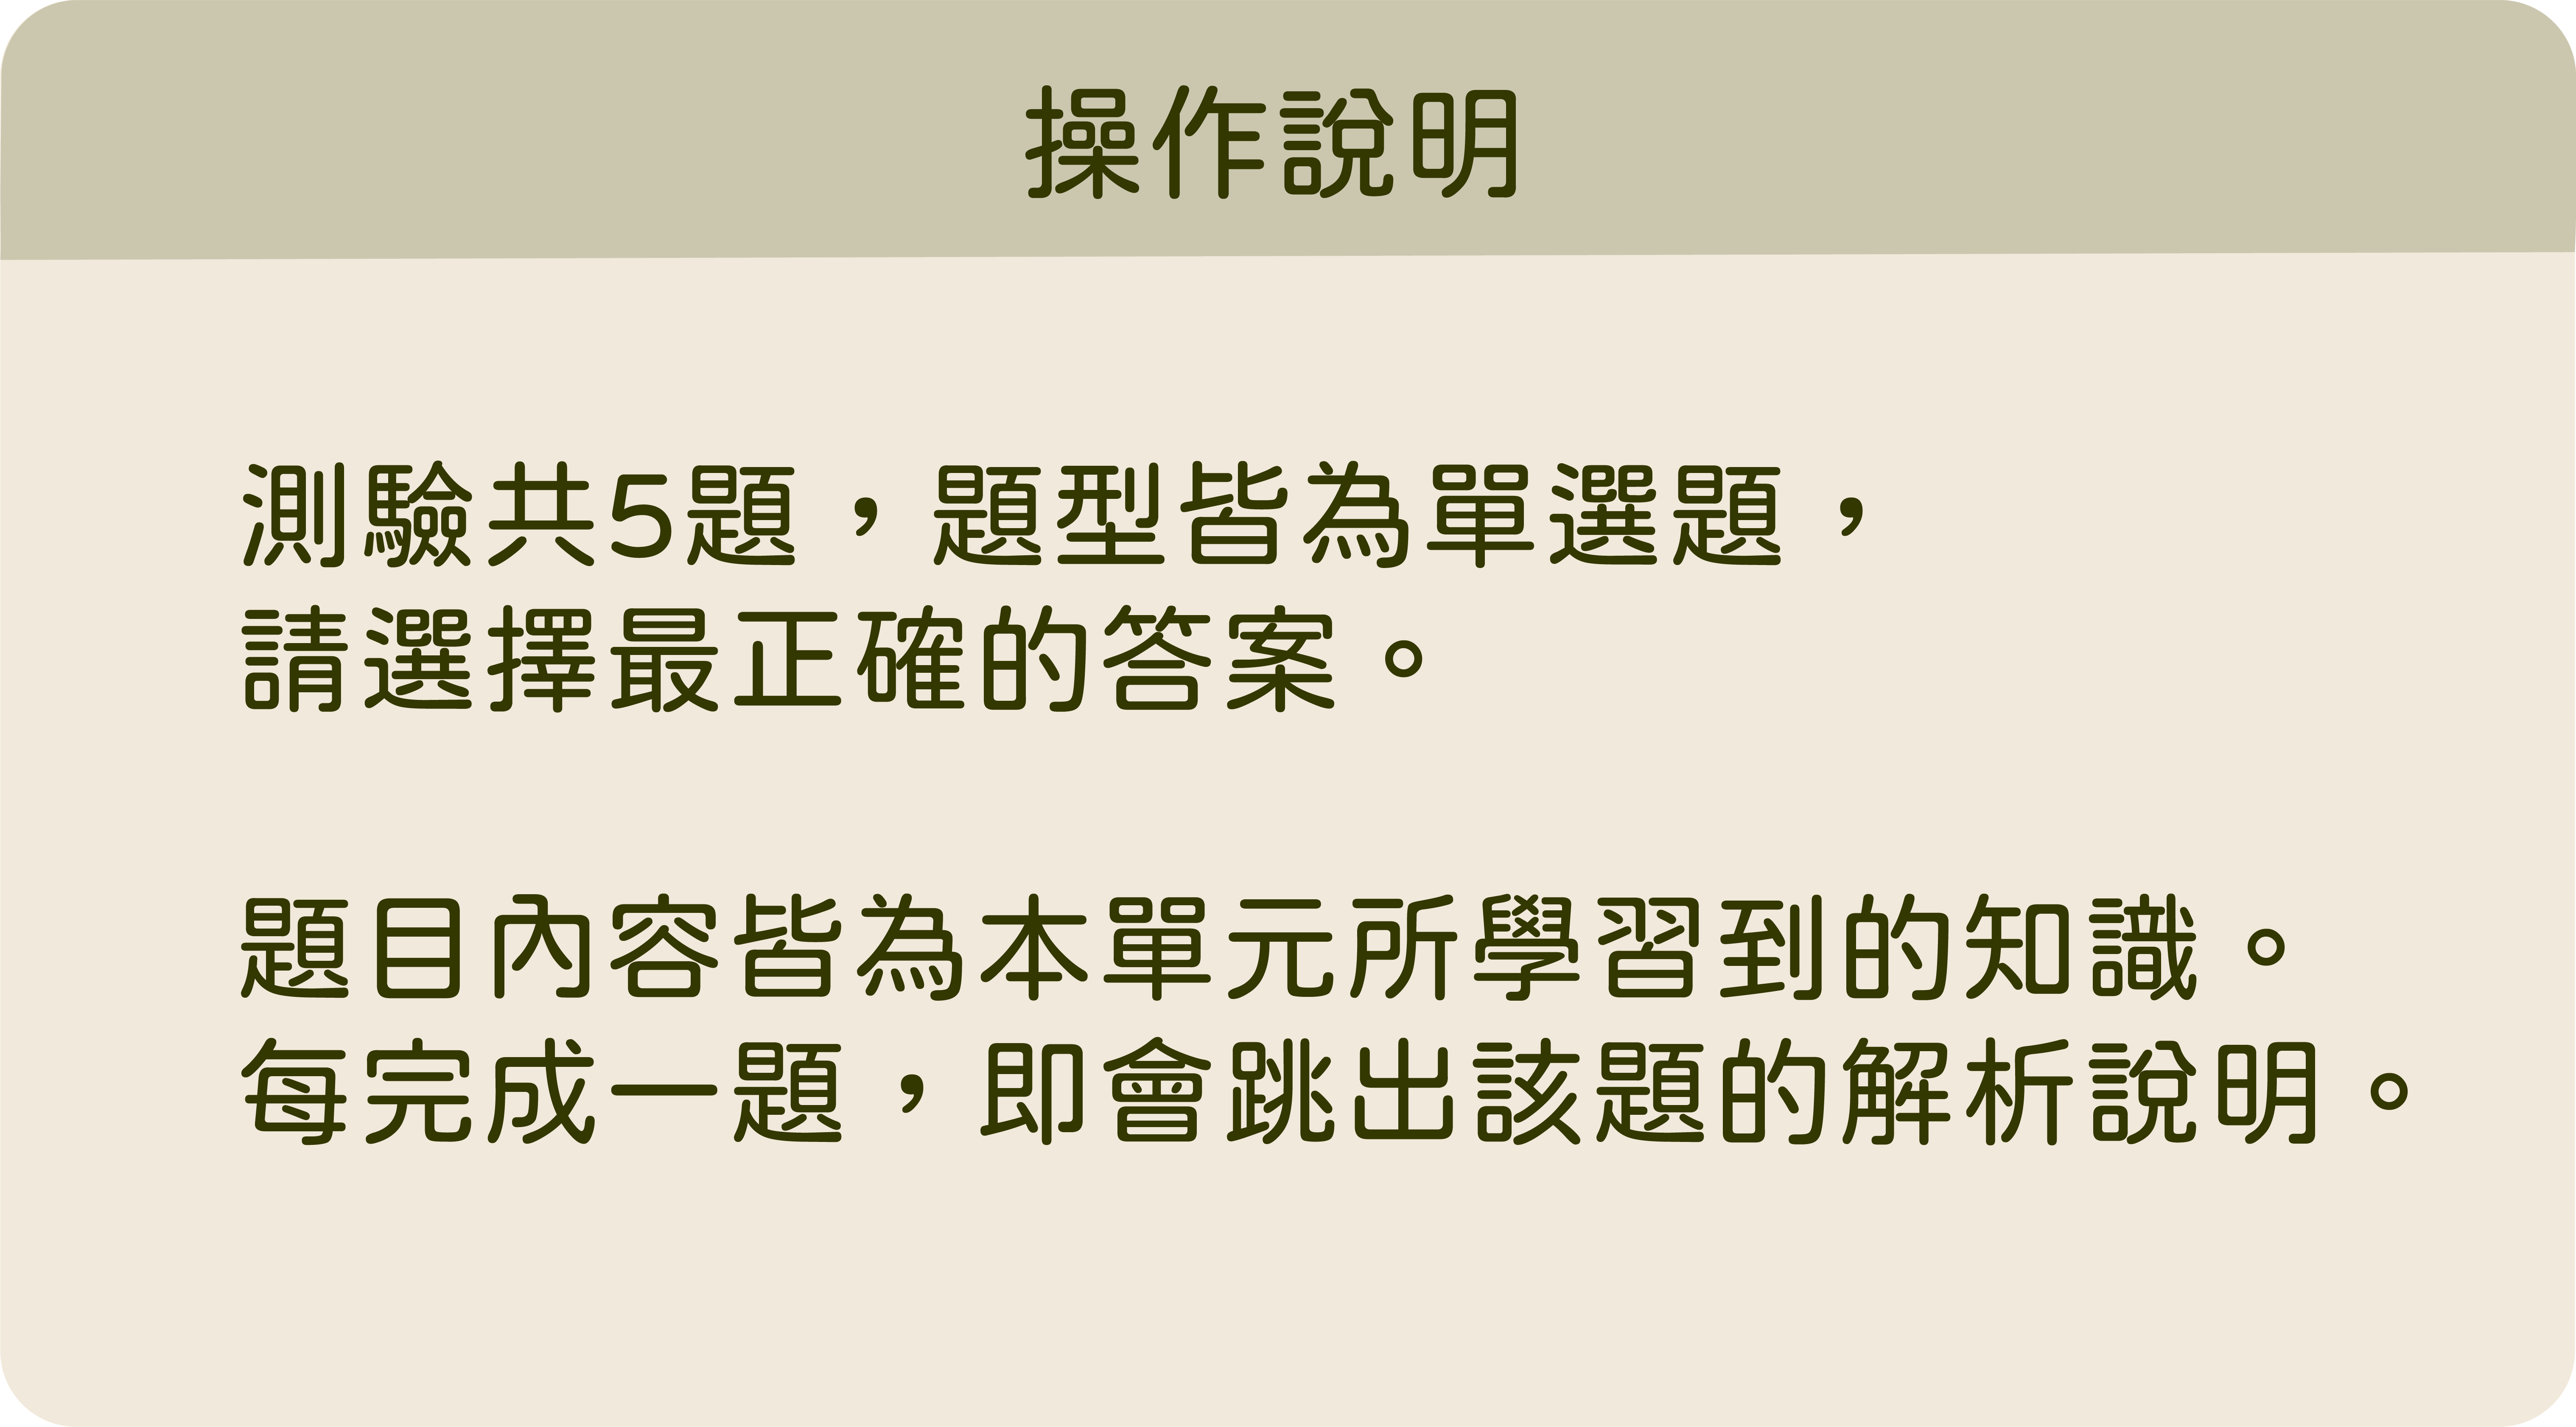 操作說明
測驗共5題，題型皆為單選題，
請選擇最正確的答案。
題目內容皆為本單元所學習到的知識。
每完成一題，即會跳出該題的解析說明。